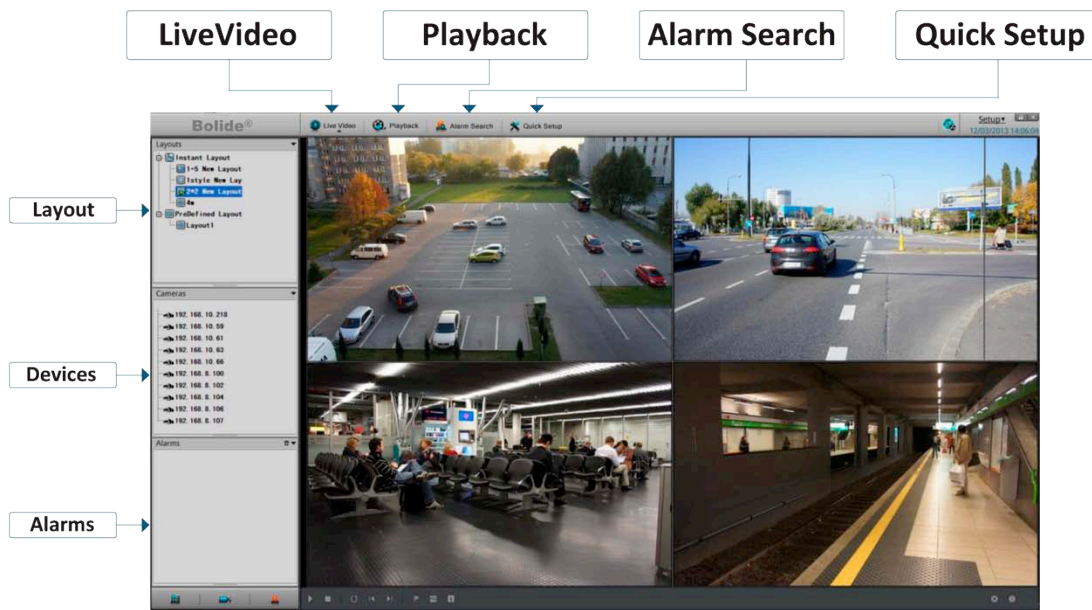 LiveVideo
Playback
Alarm Search
Quick Setup
Bolide®
Live Video
Playback
Alarm Search
Quick Setup
Setup
12/03/2013 14:06:04
Layouts
Instant Layout
1-5 New Layout
1style New Lay
2*2 New Layout
4m
PreDefined Layout
Layout1
Layout
Cameras
192.168.10.218
192.168.10.59
192.168.10.61
192.168.10.63
192.168.10.66
192.168.8.100
192.168.8.102
192.168.8.104
192.168.8.106
192.168.8.107
Devices
Alarms
Alarms